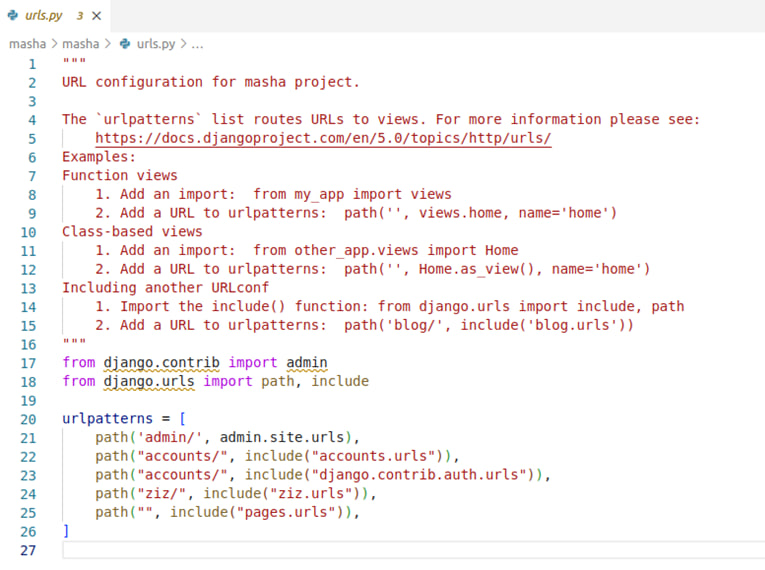 urls.py 3 ×
masha > masha > urls.py > ...
1 """
2 URL configuration for masha project.
3
4 The `urlpatterns` list routes URLs to views. For more information please see:
5     https://docs.djangoproject.com/en/5.0/topics/http/urls/
6 Examples:
7 Function views
8     1. Add an import:  from my_app import views
9     2. Add a URL to urlpatterns:  path('', views.home, name='home')
10 Class-based views
11     1. Add an import:  from other_app.views import Home
12     2. Add a URL to urlpatterns:  path('', Home.as_view(), name='home')
13 Including another URLconf
14     1. Import the include() function: from django.urls import include, path
15     2. Add a URL to urlpatterns:  path('blog/', include('blog.urls'))
16 """
17 from django.contrib import admin
18 from django.urls import path, include
19
20 urlpatterns = [
21     path('admin/', admin.site.urls),
22     path("accounts/", include("accounts.urls")),
23     path("accounts/", include("django.contrib.auth.urls")),
24     path("ziz/", include("ziz.urls")),
25     path("", include("pages.urls")),
26 ]
27